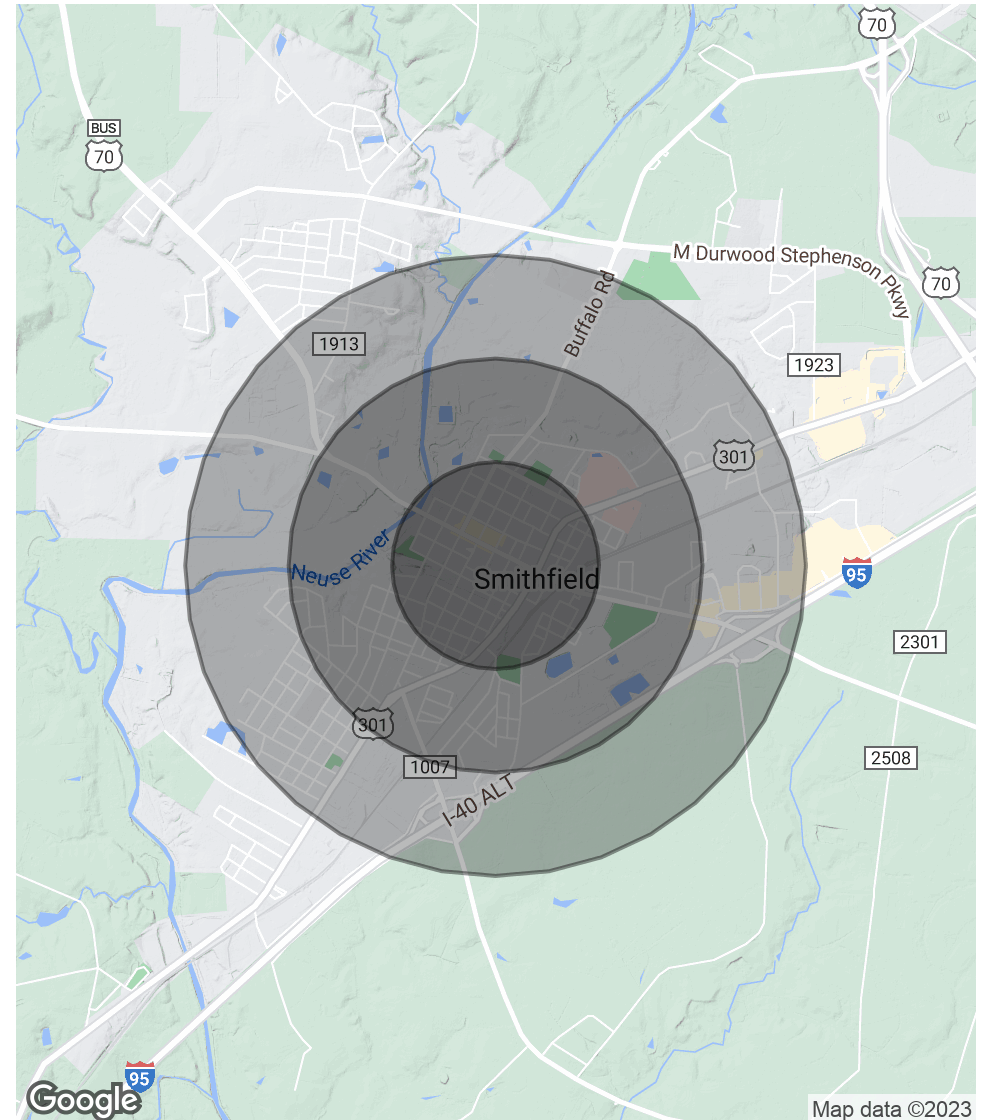 70
BUS
70
M Durwood Stephenson Pkwy
70
Buffalo Rd
1913
1923
301
Neuse River
Smithfield
95
2301
301
1007
2508
I-40 ALT
95
Google
Map data ©2023